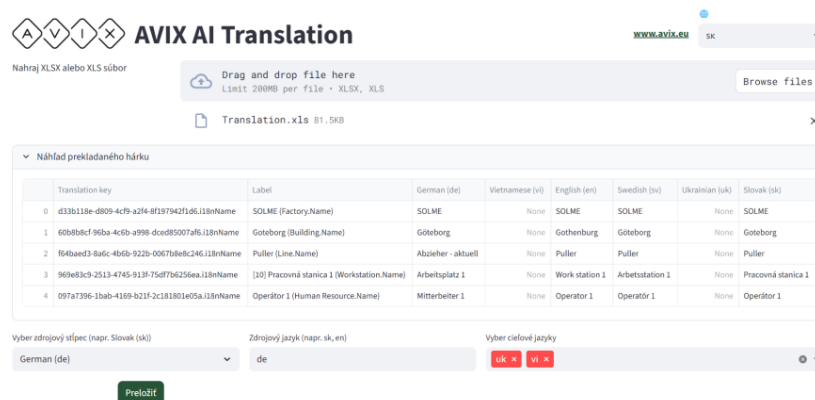 AVIX AVIX AI Translation
www.avix.eu
SK
Nahraj XLSX alebo XLS súbor
Drag and drop file here
Limit 200MB per file • XLSX, XLS
Browse files
Translation.xls 81.5KB
Náhľad prekladaného hárku
Translation key Label German (de) Vietnamese (vi) English (en) Swedish (sv) Ukrainian (uk) Slovak (sk)
0 d33b118e-d809-4cf9-a2f4-8f197942f1d6.i18nName SOLME (Factory.Name) SOLME None SOLME SOLME None SOLME
1 60b8b8cf-96ba-4c6b-a998-dced85007af6.i18nName Goteborg (Building.Name) Göteborg None Gothenburg Göteborg None Goteborg
2 f64baed3-8a6c-4b6b-922b-0067b8e8c246.i18nName Puller (Line.Name) Abzieher - aktuell None Puller Puller None Puller
3 969e83c9-2513-4745-913f-75df7b6256ea.i18nName [10] Pracovná stanica 1 (Workstation.Name) Arbeitsplatz 1 None Work station 1 Arbetsstation 1 None Pracovná stanica 1
4 097a7396-1bab-4169-b21f-2c181801e05a.i18nName Operátor 1 (Human Resource.Name) Mitterbeiter 1 None Operator 1 Operatör 1 None Operátor 1
Vyber zdrojový stĺpec (napr. Slovak (sk)) Zdrojový jazyk (napr. sk, en) Vyber cieľové jazyky
German (de) de uk × vi ×
Preložiť